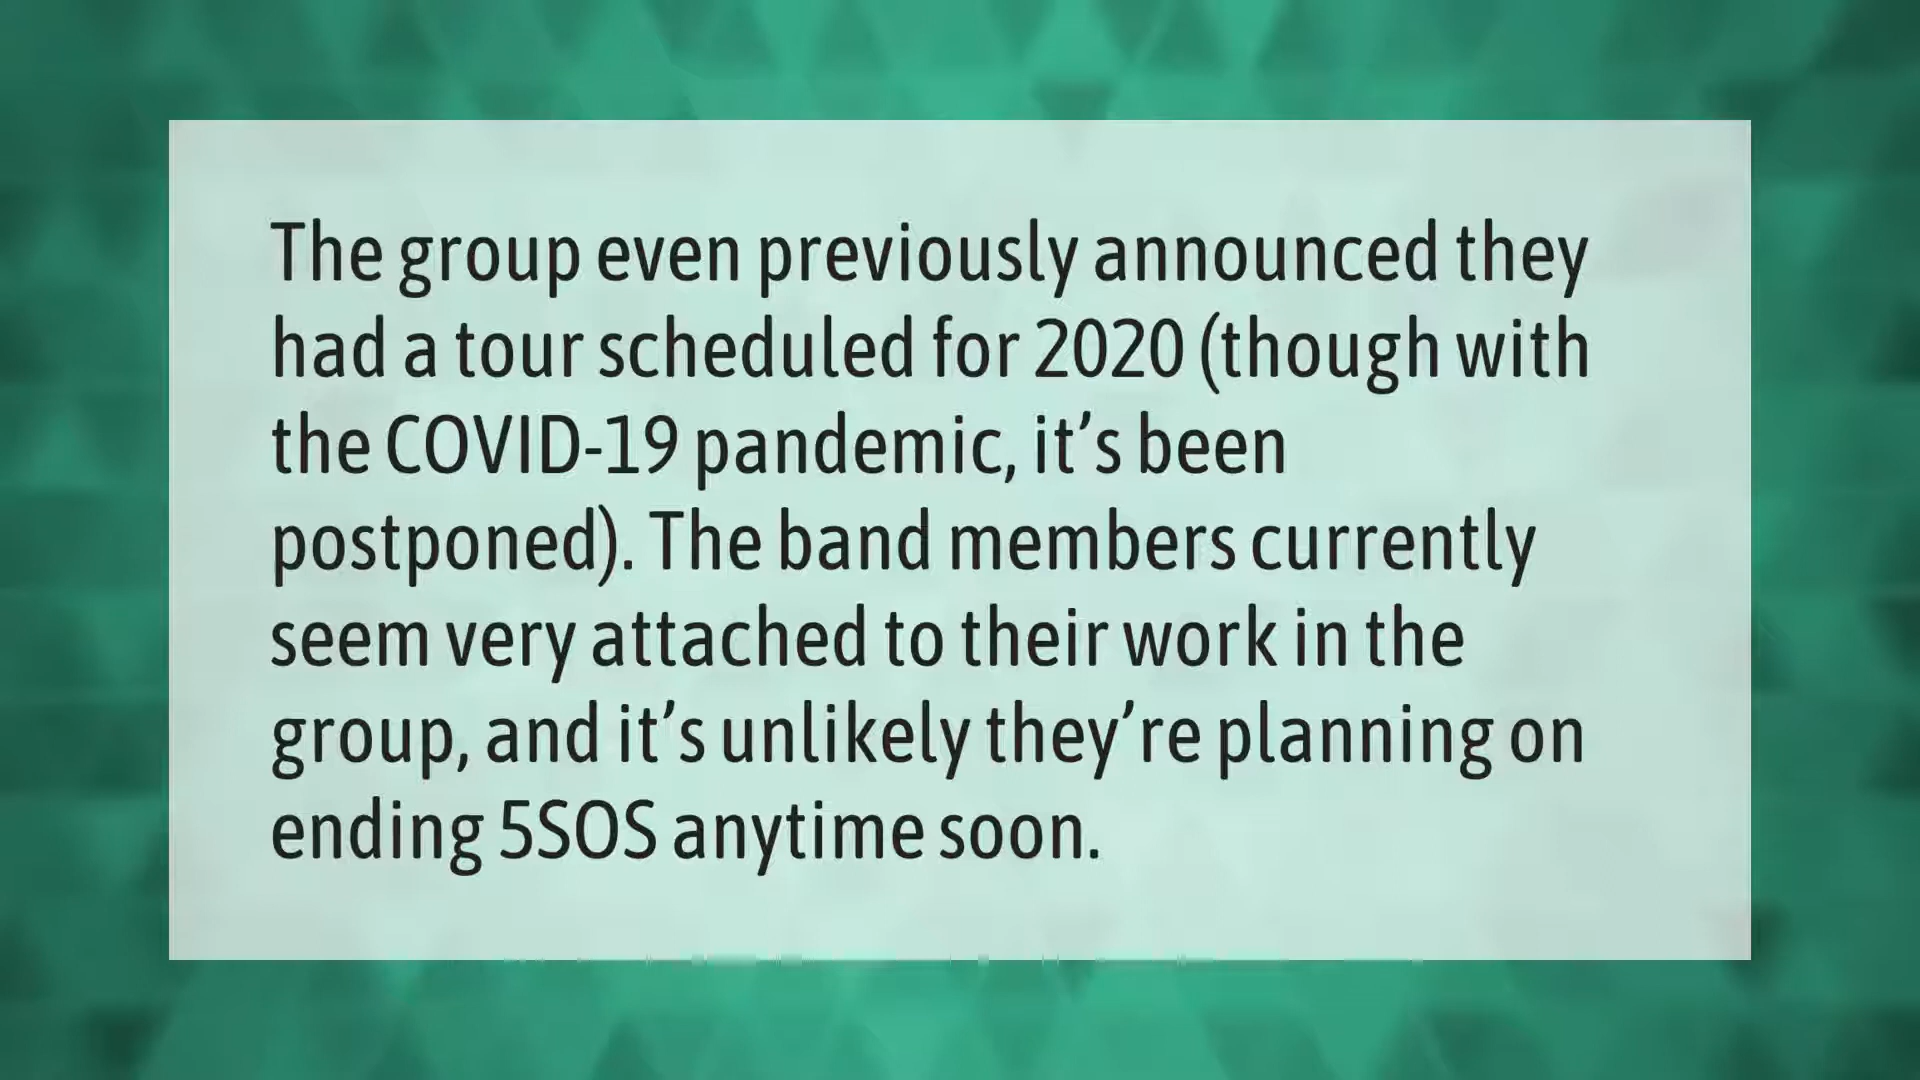 The group even previously announced they
had a tour scheduled for 2020 (though with
the COVID-19 pandemic, it’s been
postponed). The band members currently
seem very attached to their work in the
group, and it’s unlikely they’re planning on
ending 5SOS anytime soon.